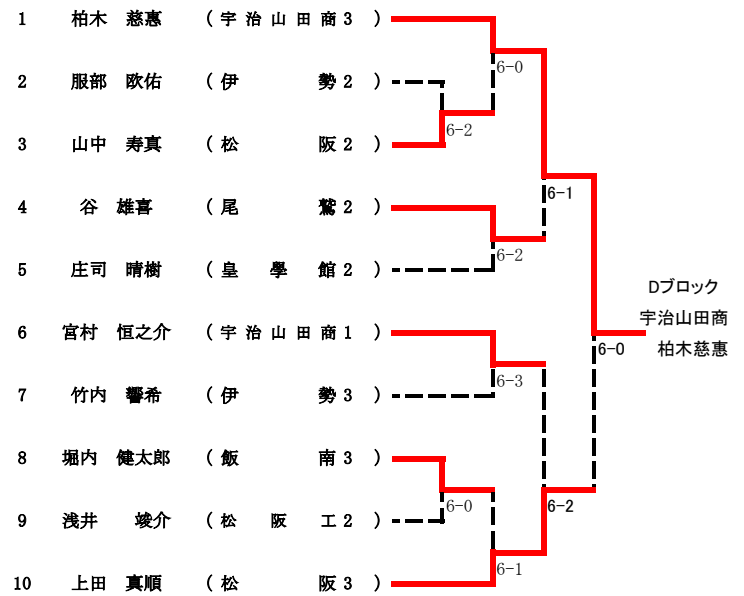 1 柏木 慈惠 ( 宇治山田商 3 )
6-0
2 服部 欧佑 ( 伊 勢 2 )
6-2
3 山中 寿真 ( 松 阪 2 )
6-1
4 谷 雄喜 ( 尾 鷲 2 )
6-2
5 庄司 晴樹 ( 皇 學 館 2 )
Dブロック
宇治山田商
柏木慈惠
6-0
6 宮村 恒之介 ( 宇治山田商 1 )
6-3
7 竹内 響希 ( 伊 勢 3 )
8 堀内 健太郎 ( 飯 南 3 )
6-0
6-2
9 浅井 竣介 ( 松 阪 工 2 )
6-1
10 上田 真順 ( 松 阪 3 )